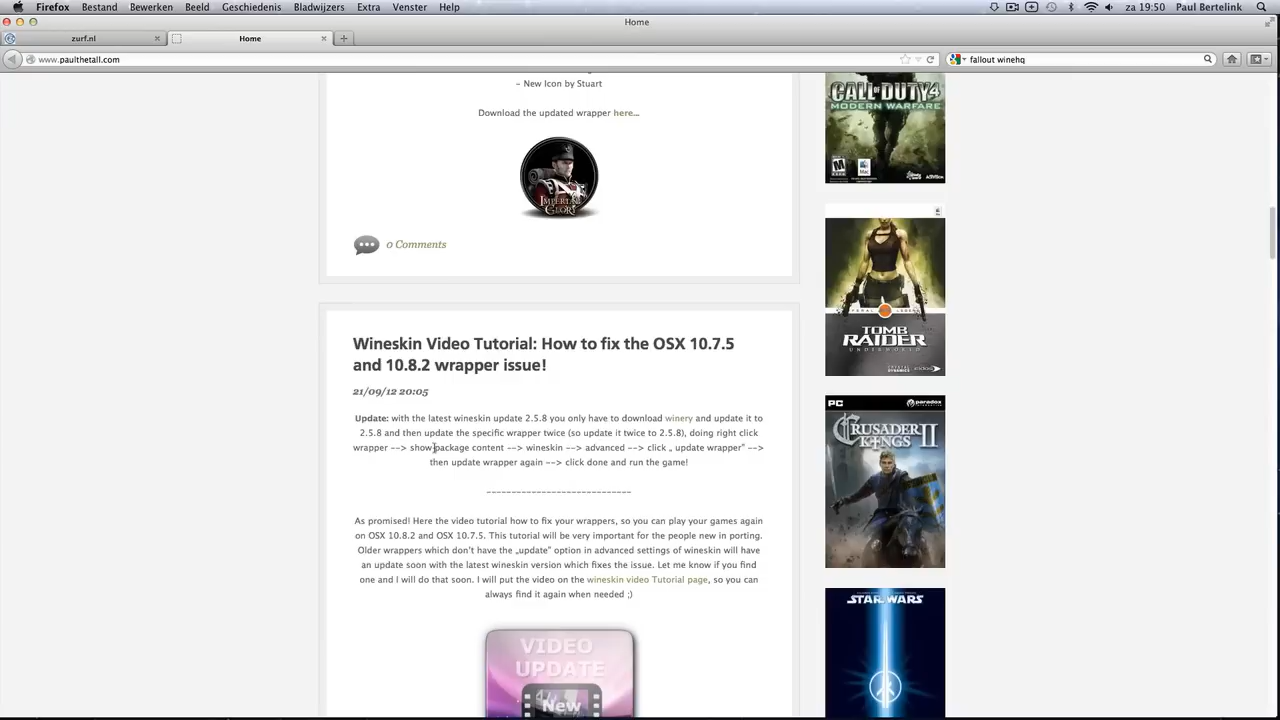 Firefox Bestand Bewerken Beeld Geschiedenis Bladwijzers Extra Venster Help za 19:50 Paul Bertelink
Home
zurf.nl Home
www.paulthetall.com fallout winehq
– New Icon by Stuart
Download the updated wrapper here...
IMPERIAL
GLORY
0 Comments
Wineskin Video Tutorial: How to fix the OSX 10.7.5
and 10.8.2 wrapper issue!
21/09/12 20:05
Update: with the latest wineskin update 2.5.8 you only have to download winery and update it to
2.5.8 and then update the specific wrapper twice (so update it twice to 2.5.8), doing right click
wrapper --> show package content --> wineskin --> advanced --> click „ update wrapper" -->
then update wrapper again --> click done and run the game!
-----------------------------
As promised! Here the video tutorial how to fix your wrappers, so you can play your games again
on OSX 10.8.2 and OSX 10.7.5. This tutorial will be very important for the people new in porting.
Older wrappers which don't have the „update" option in advanced settings of wineskin will have
an update soon with the latest wineskin version which fixes the issue. Let me know if you find
one and I will do that soon. I will put the video on the wineskin video Tutorial page, so you can
always find it again when needed ;)
VIDEO
UPDATE
New
CALL OF DUTY 4
MODERN WARFARE
Mac
ACTIVISION
TOMB
RAIDER
UNDERWORLD
PC
CRUSADER
KINGS II
STAR WARS